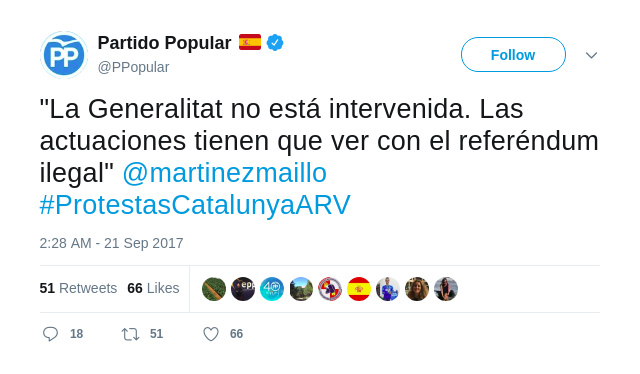 PP
Partido Popular
@PPopular
Follow
"La Generalitat no está intervenida. Las
actuaciones tienen que ver con el referéndum
ilegal" @martinezmaillo
#ProtestasCatalunyaARV
2:28 AM - 21 Sep 2017
51 Retweets 66 Likes
18 51 66